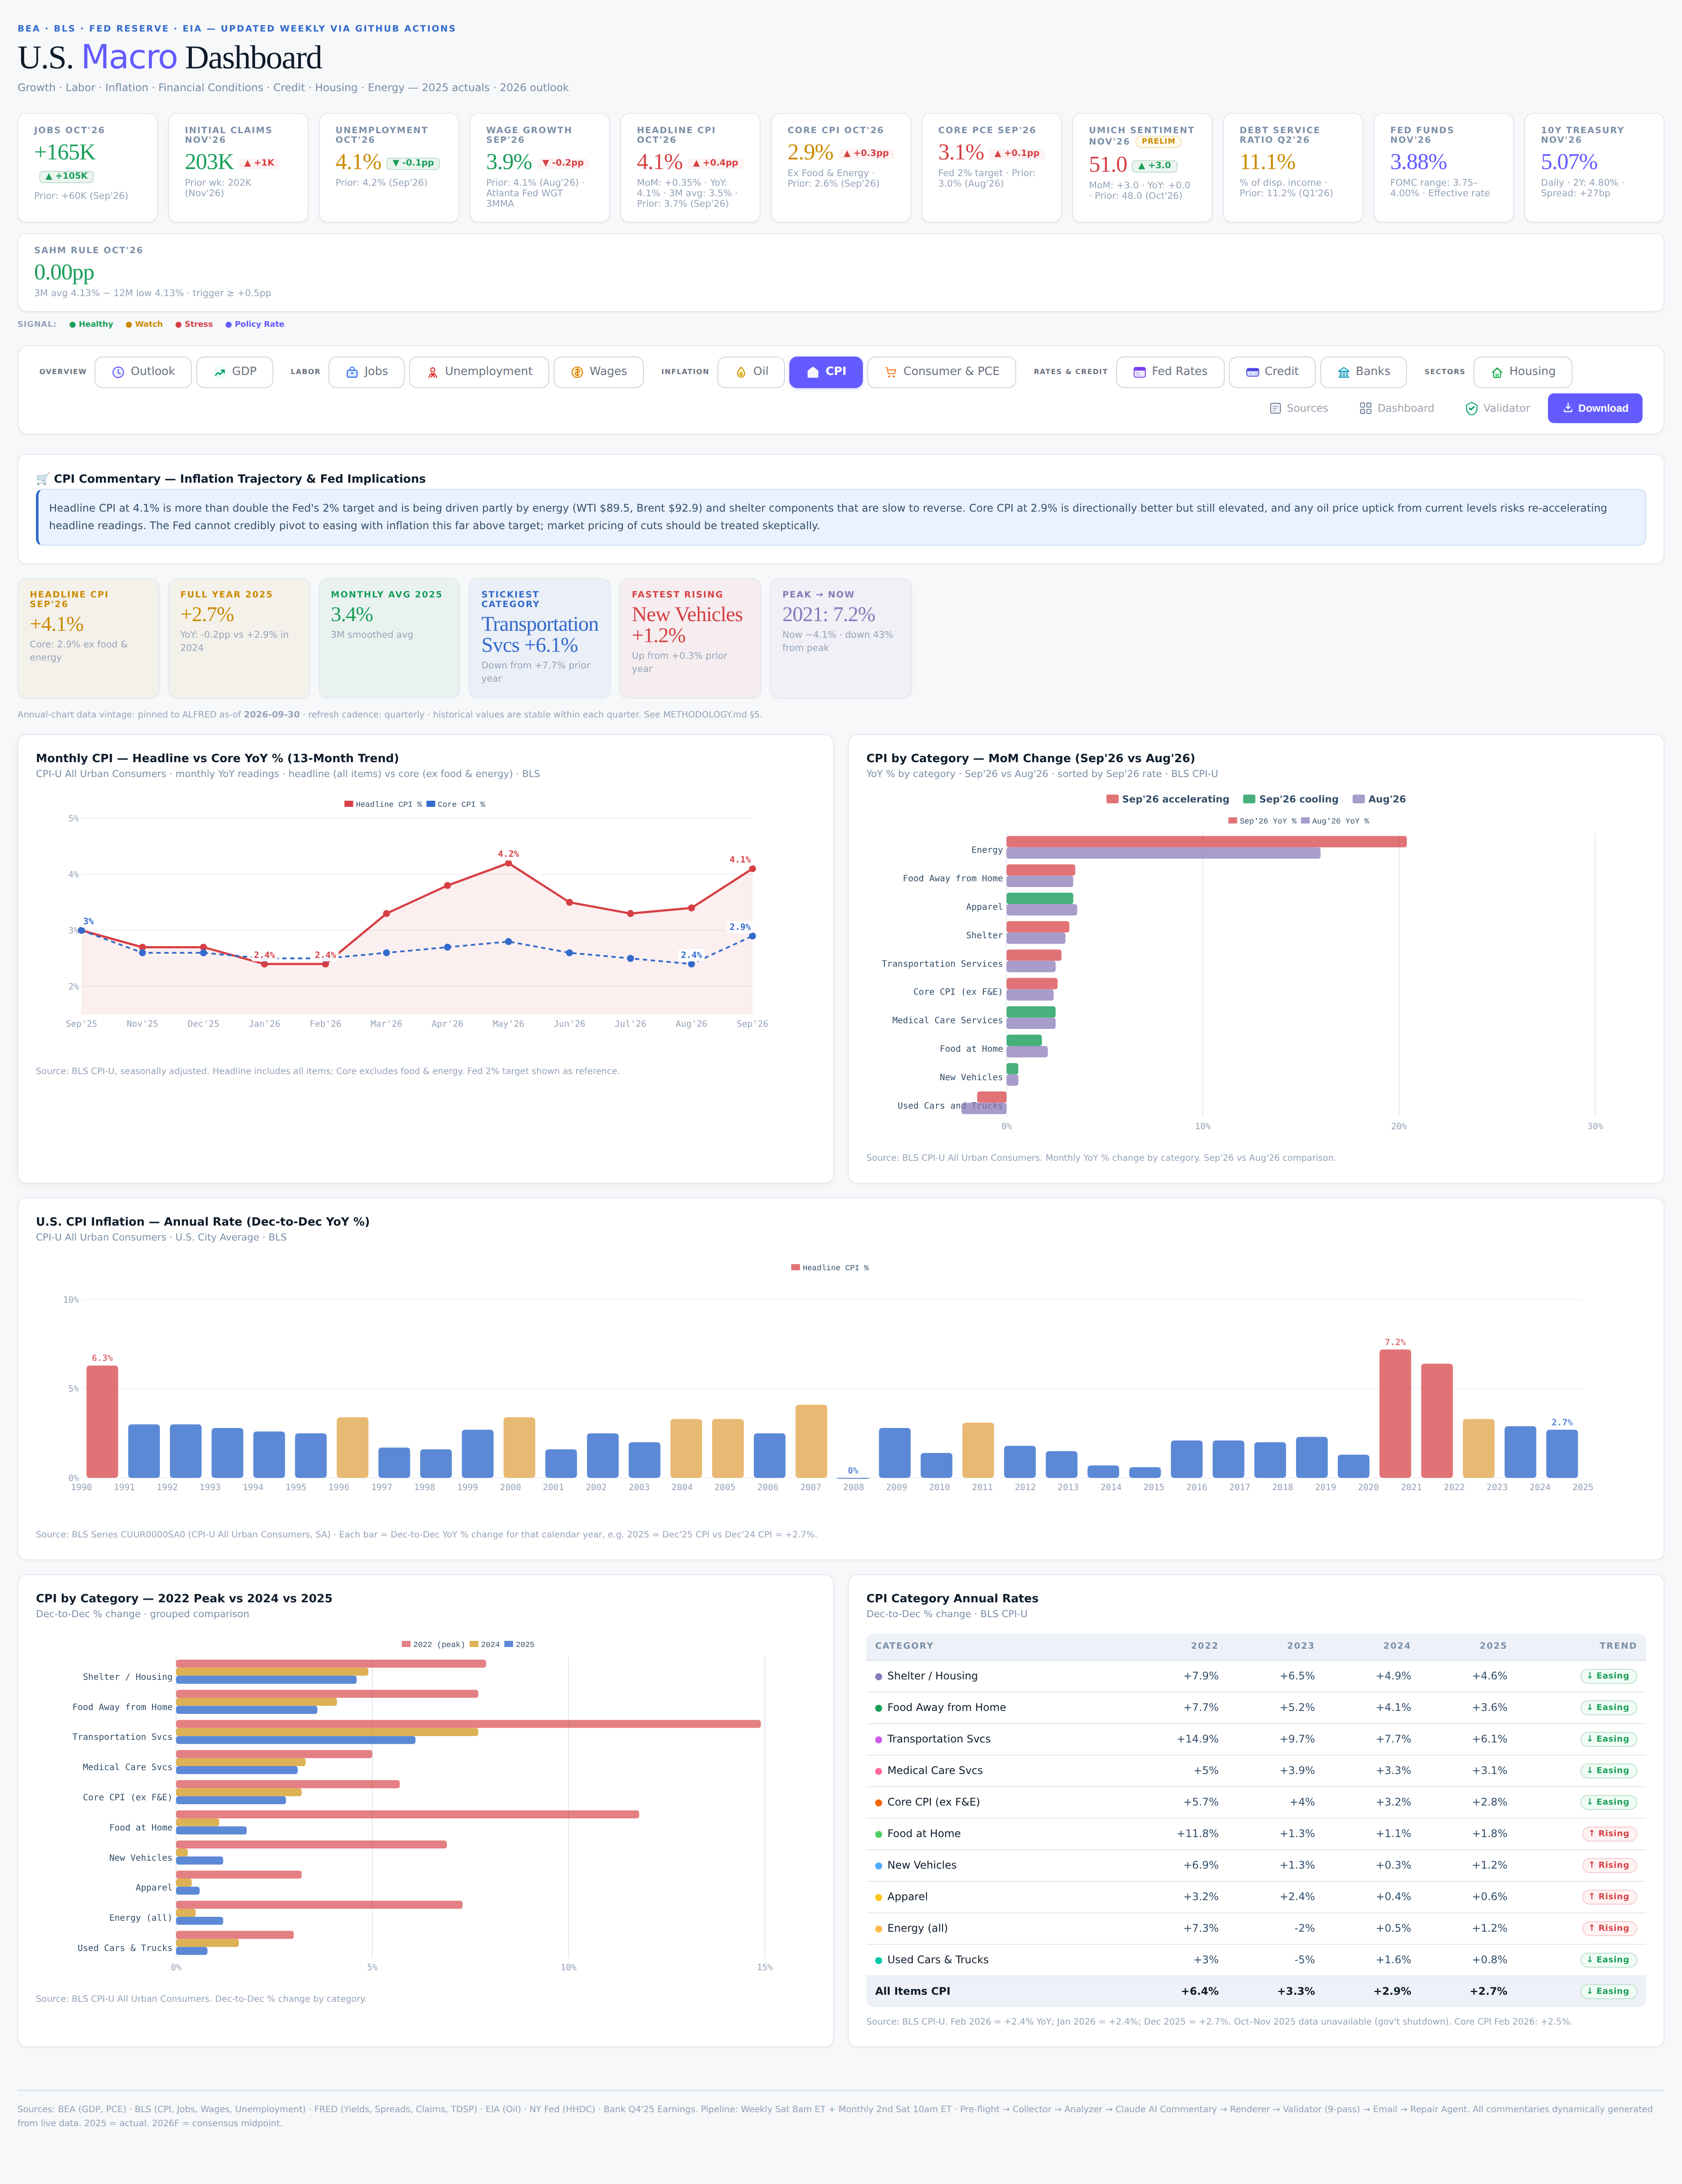 BEA · BLS · FED RESERVE · EIA — UPDATED WEEKLY VIA GITHUB ACTIONS
U.S. Macro Dashboard
Growth · Labor · Inflation · Financial Conditions · Credit · Housing · Energy — 2025 actuals · 2026 outlook
JOBS OCT'26
+165K
▲ +105K
Prior: +60K (Sep'26)
INITIAL CLAIMS
NOV'26
203K ▲ +1K
Prior wk: 202K
(Nov'26)
UNEMPLOYMENT
OCT'26
4.1% ▼ -0.1pp
Prior: 4.2% (Sep'26)
WAGE GROWTH
SEP'26
3.9% ▼ -0.2pp
Prior: 4.1% (Aug'26) ·
Atlanta Fed WGT
3MMA
HEADLINE CPI
OCT'26
4.1% ▲ +0.4pp
MoM: +0.35% · YoY:
4.1% · 3M avg: 3.5% ·
Prior: 3.7% (Sep'26)
CORE CPI OCT'26
2.9% ▲ +0.3pp
Ex Food & Energy ·
Prior: 2.6% (Sep'26)
CORE PCE SEP'26
3.1% ▲ +0.1pp
Fed 2% target · Prior:
3.0% (Aug'26)
UMICH SENTIMENT
NOV'26 PRELIM
51.0 ▲ +3.0
MoM: +3.0 · YoY: +0.0
· Prior: 48.0 (Oct'26)
DEBT SERVICE
RATIO Q2'26
11.1%
% of disp. income ·
Prior: 11.2% (Q1'26)
FED FUNDS
NOV'26
3.88%
FOMC range: 3.75–
4.00% · Effective rate
10Y TREASURY
NOV'26
5.07%
Daily · 2Y: 4.80% ·
Spread: +27bp
SAHM RULE OCT'26
0.00pp
3M avg 4.13% − 12M low 4.13% · trigger ≥ +0.5pp
SIGNAL: ● Healthy ● Watch ● Stress ● Policy Rate
OVERVIEW Outlook GDP LABOR Jobs Unemployment Wages INFLATION Oil CPI Consumer & PCE RATES & CREDIT Fed Rates Credit Banks SECTORS Housing
Sources Dashboard Validator Download
🛒 CPI Commentary — Inflation Trajectory & Fed Implications
Headline CPI at 4.1% is more than double the Fed's 2% target and is being driven partly by energy (WTI $89.5, Brent $92.9) and shelter components that are slow to reverse. Core CPI at 2.9% is directionally better but still elevated, and any oil price uptick from current levels risks re-accelerating
headline readings. The Fed cannot credibly pivot to easing with inflation this far above target; market pricing of cuts should be treated skeptically.
HEADLINE CPI
SEP'26
+4.1%
Core: 2.9% ex food &
energy
FULL YEAR 2025
+2.7%
YoY: -0.2pp vs +2.9% in
2024
MONTHLY AVG 2025
3.4%
3M smoothed avg
STICKIEST
CATEGORY
Transportation
Svcs +6.1%
Down from +7.7% prior
year
FASTEST RISING
New Vehicles
+1.2%
Up from +0.3% prior
year
PEAK → NOW
2021: 7.2%
Now ~4.1% · down 43%
from peak
Annual-chart data vintage: pinned to ALFRED as-of 2026-09-30 · refresh cadence: quarterly · historical values are stable within each quarter. See METHODOLOGY.md §5.
Monthly CPI — Headline vs Core YoY % (13-Month Trend)
CPI-U All Urban Consumers · monthly YoY readings · headline (all items) vs core (ex food & energy) · BLS
Headline CPI % Core CPI %
5%
4%
3%
2%
3%
2.4%
2.4%
4.2%
2.4%
4.1%
2.9%
Sep'25 Nov'25 Dec'25 Jan'26 Feb'26 Mar'26 Apr'26 May'26 Jun'26 Jul'26 Aug'26 Sep'26
Source: BLS CPI-U, seasonally adjusted. Headline includes all items; Core excludes food & energy. Fed 2% target shown as reference.
CPI by Category — MoM Change (Sep'26 vs Aug'26)
YoY % by category · Sep'26 vs Aug'26 · sorted by Sep'26 rate · BLS CPI-U
Sep'26 accelerating Sep'26 cooling Aug'26
Sep'26 YoY % Aug'26 YoY %
Energy
Food Away from Home
Apparel
Shelter
Transportation Services
Core CPI (ex F&E)
Medical Care Services
Food at Home
New Vehicles
Used Cars and Trucks
0% 10% 20% 30%
Source: BLS CPI-U All Urban Consumers. Monthly YoY % change by category. Sep'26 vs Aug'26 comparison.
U.S. CPI Inflation — Annual Rate (Dec-to-Dec YoY %)
CPI-U All Urban Consumers · U.S. City Average · BLS
Headline CPI %
10%
5%
0%
6.3%
0%
7.2%
2.7%
1990 1991 1992 1993 1994 1995 1996 1997 1998 1999 2000 2001 2002 2003 2004 2005 2006 2007 2008 2009 2010 2011 2012 2013 2014 2015 2016 2017 2018 2019 2020 2021 2022 2023 2024 2025
Source: BLS Series CUUR0000SA0 (CPI-U All Urban Consumers, SA) · Each bar = Dec-to-Dec YoY % change for that calendar year, e.g. 2025 = Dec'25 CPI vs Dec'24 CPI = +2.7%.
CPI by Category — 2022 Peak vs 2024 vs 2025
Dec-to-Dec % change · grouped comparison
2022 (peak) 2024 2025
Shelter / Housing
Food Away from Home
Transportation Svcs
Medical Care Svcs
Core CPI (ex F&E)
Food at Home
New Vehicles
Apparel
Energy (all)
Used Cars & Trucks
0% 5% 10% 15%
Source: BLS CPI-U All Urban Consumers. Dec-to-Dec % change by category.
CPI Category Annual Rates
Dec-to-Dec % change · BLS CPI-U
CATEGORY 2022 2023 2024 2025 TREND
Shelter / Housing +7.9% +6.5% +4.9% +4.6% ↓ Easing
Food Away from Home +7.7% +5.2% +4.1% +3.6% ↓ Easing
Transportation Svcs +14.9% +9.7% +7.7% +6.1% ↓ Easing
Medical Care Svcs +5% +3.9% +3.3% +3.1% ↓ Easing
Core CPI (ex F&E) +5.7% +4% +3.2% +2.8% ↓ Easing
Food at Home +11.8% +1.3% +1.1% +1.8% ↑ Rising
New Vehicles +6.9% +1.3% +0.3% +1.2% ↑ Rising
Apparel +3.2% +2.4% +0.4% +0.6% ↑ Rising
Energy (all) +7.3% -2% +0.5% +1.2% ↑ Rising
Used Cars & Trucks +3% -5% +1.6% +0.8% ↓ Easing
All Items CPI +6.4% +3.3% +2.9% +2.7% ↓ Easing
Source: BLS CPI-U. Feb 2026 = +2.4% YoY; Jan 2026 = +2.4%; Dec 2025 = +2.7%. Oct–Nov 2025 data unavailable (gov't shutdown). Core CPI Feb 2026: +2.5%.
Sources: BEA (GDP, PCE) · BLS (CPI, Jobs, Wages, Unemployment) · FRED (Yields, Spreads, Claims, TDSP) · EIA (Oil) · NY Fed (HHDC) · Bank Q4'25 Earnings. Pipeline: Weekly Sat 8am ET + Monthly 2nd Sat 10am ET · Pre-flight → Collector → Analyzer → Claude AI Commentary → Renderer → Validator (9-pass) → Email → Repair Agent. All commentaries dynamically generated
from live data. 2025 = actual. 2026F = consensus midpoint.